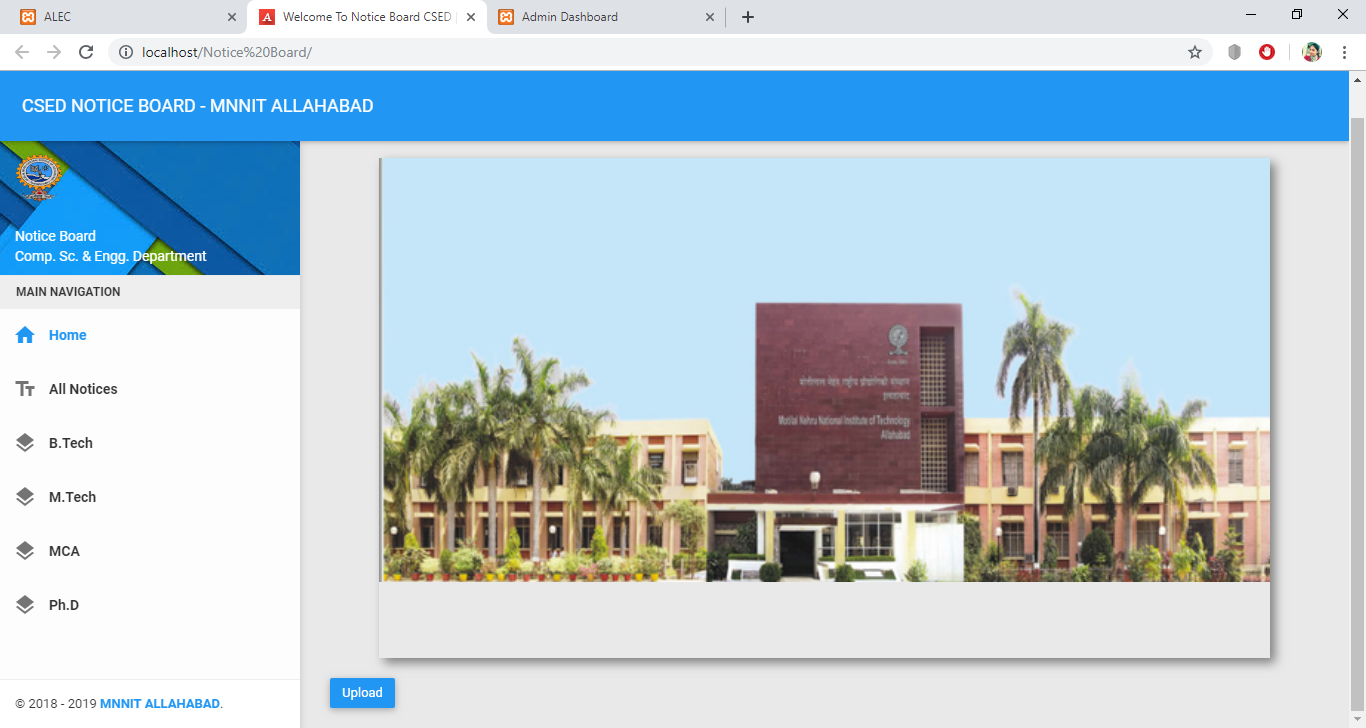 ALEC
Welcome To Notice Board CSED
Admin Dashboard
localhost/Notice%20Board/
CSED NOTICE BOARD - MNNIT ALLAHABAD
Notice Board
Comp. Sc. & Engg. Department
MAIN NAVIGATION
Home
All Notices
B.Tech
M.Tech
MCA
Ph.D
© 2018 - 2019 MNNIT ALLAHABAD.
मोतीलाल नेहरू राष्ट्रीय प्रौद्योगिकी संस्थान
इलाहाबाद
Motilal Nehru National Institute of Technology
Allahabad
Upload